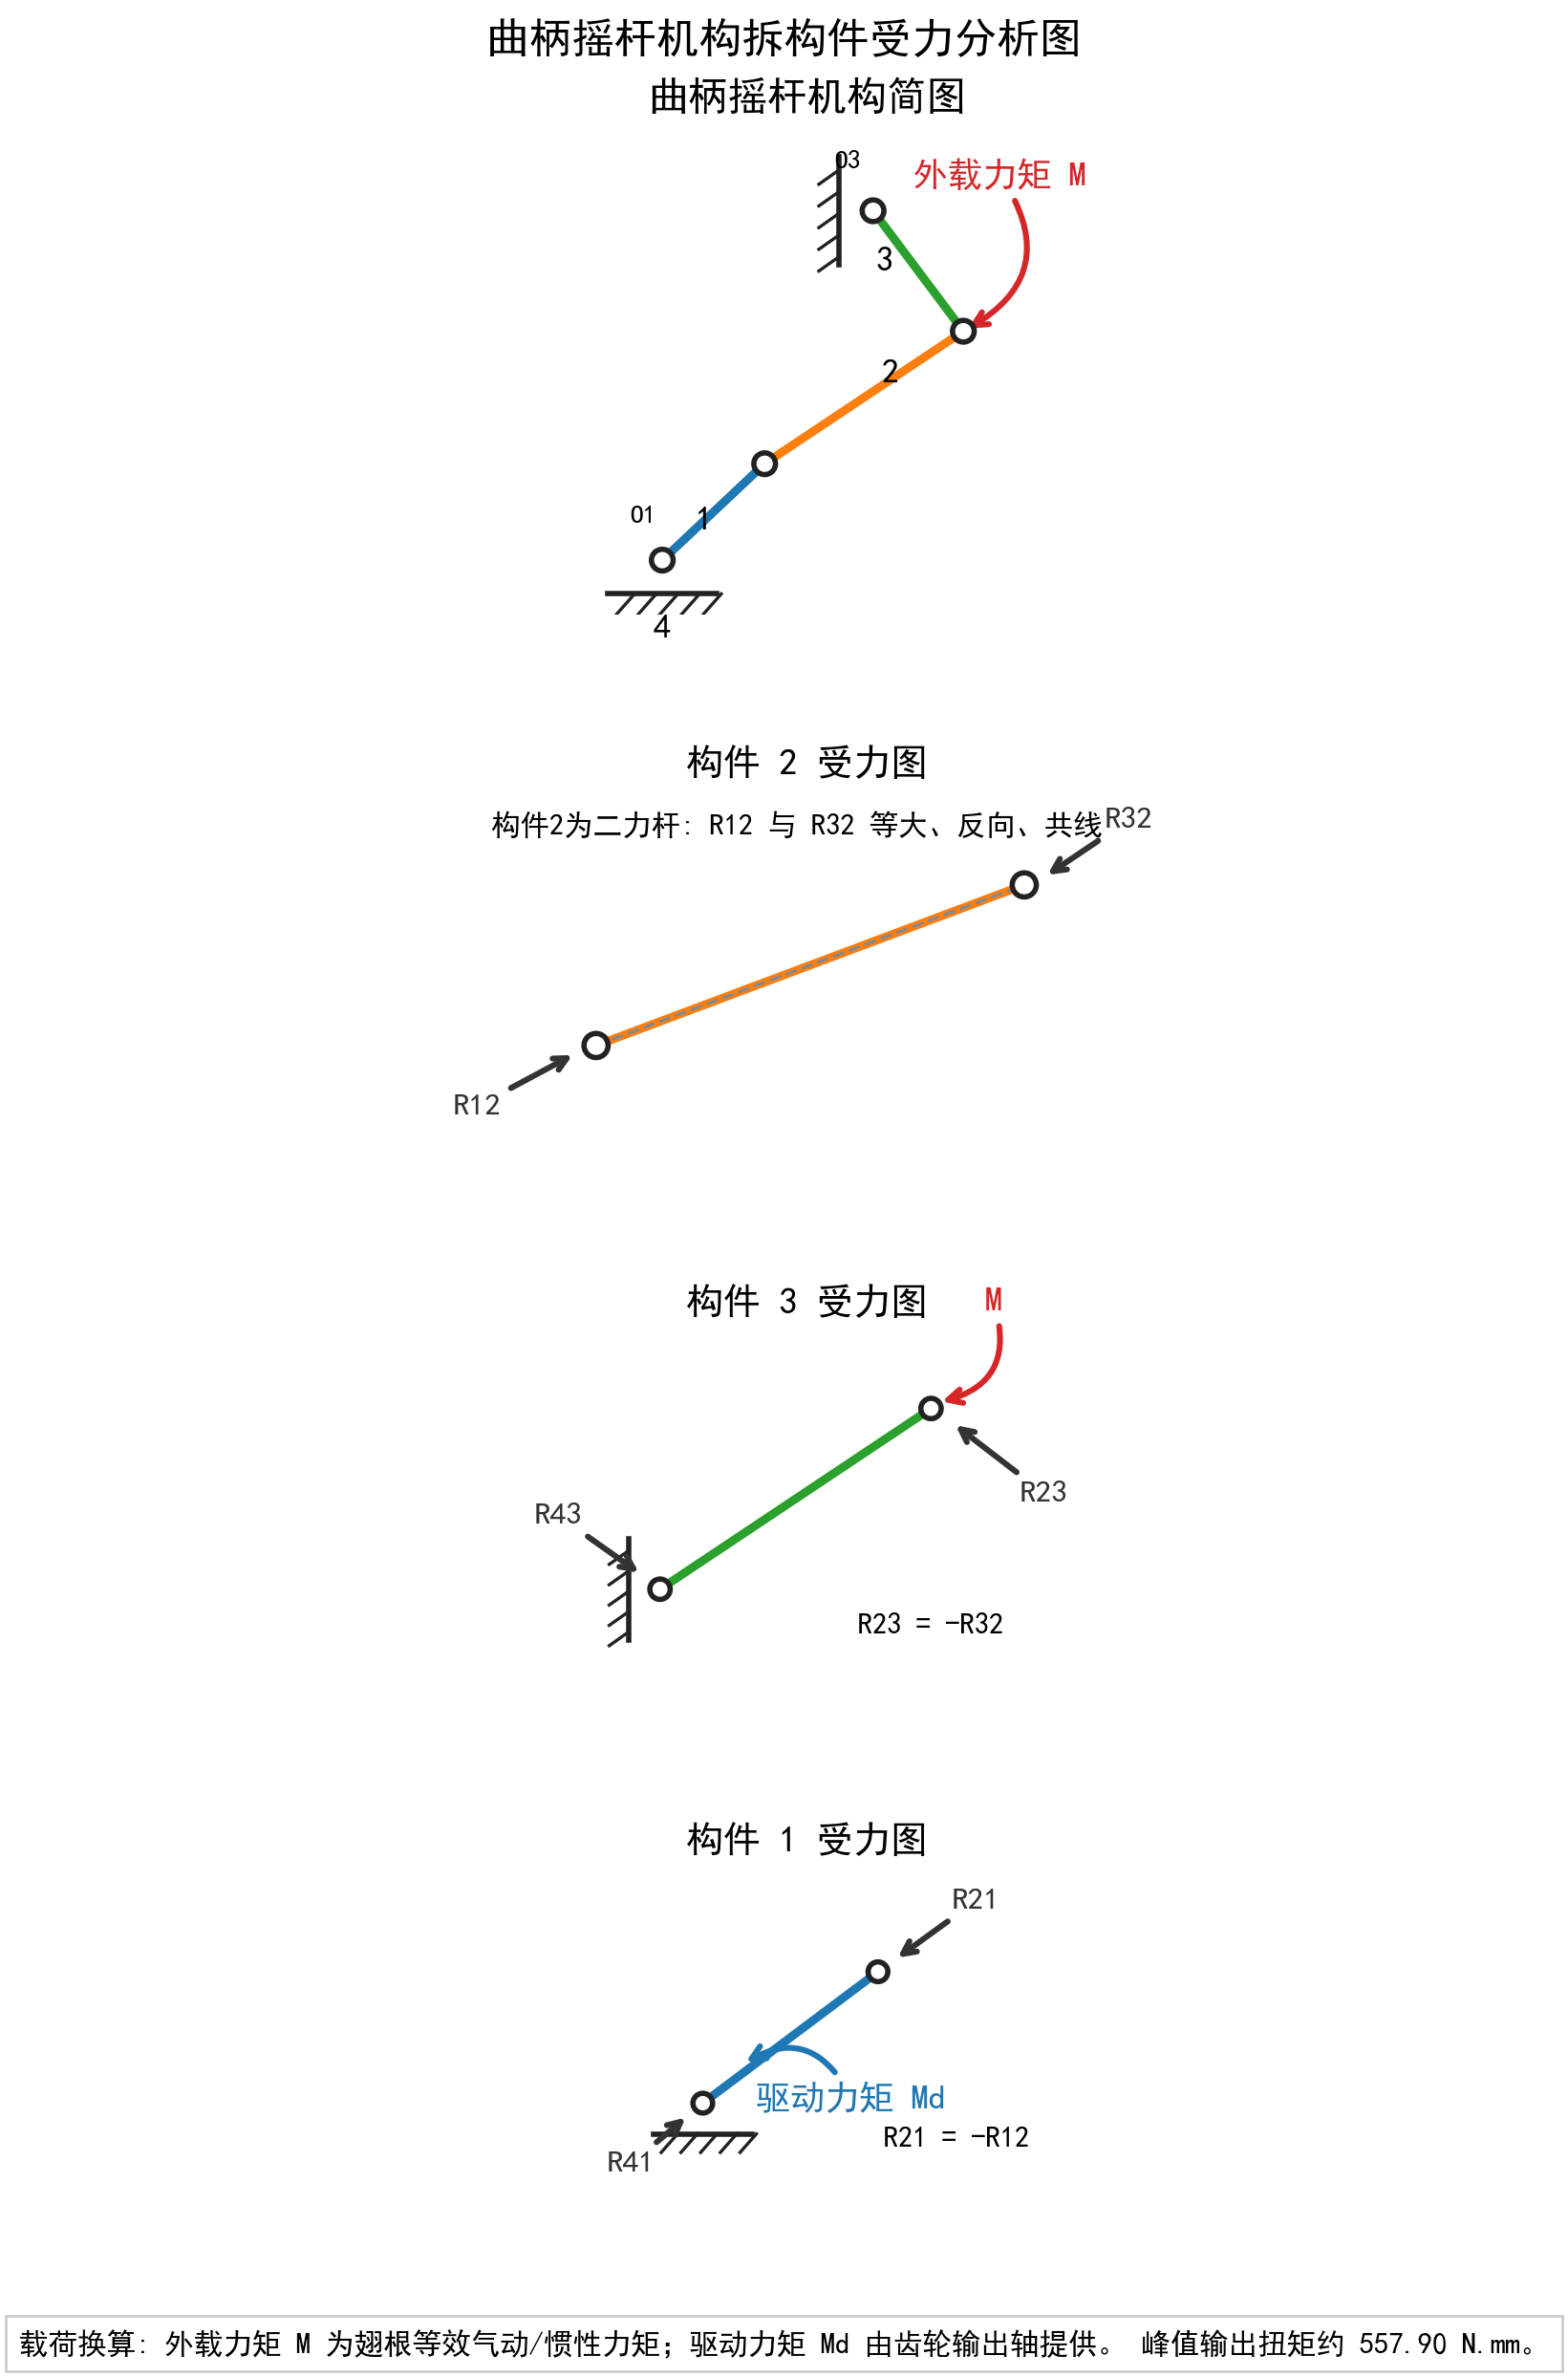 曲柄摇杆机构拆构件受力分析图
曲柄摇杆机构简图
O3
外载力矩 M
3
2
O1
1
4
构件 2 受力图
构件2为二力杆: R12 与 R32 等大、反向、共线
R32
R12
构件 3 受力图
M
R23
R43
R23 = -R32
构件 1 受力图
R21
驱动力矩 Md
R21 = -R12
R41
载荷换算: 外载力矩 M 为翅根等效气动/惯性力矩；驱动力矩 Md 由齿轮输出轴提供。 峰值输出扭矩约 557.90 N.mm。